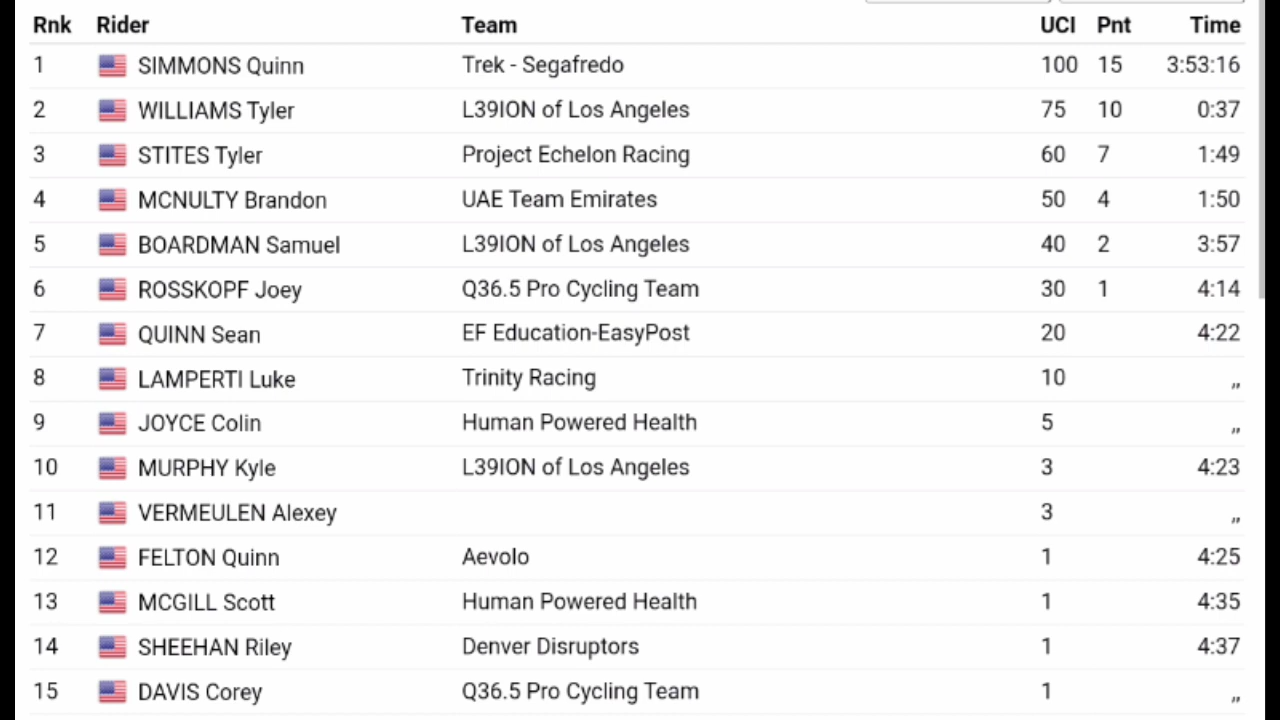 Rnk Rider Team UCI Pnt Time
1 SIMMONS Quinn Trek - Segafredo 100 15 3:53:16
2 WILLIAMS Tyler L39ION of Los Angeles 75 10 0:37
3 STITES Tyler Project Echelon Racing 60 7 1:49
4 MCNULTY Brandon UAE Team Emirates 50 4 1:50
5 BOARDMAN Samuel L39ION of Los Angeles 40 2 3:57
6 ROSSKOPF Joey Q36.5 Pro Cycling Team 30 1 4:14
7 QUINN Sean EF Education-EasyPost 20 4:22
8 LAMPERTI Luke Trinity Racing 10 ,,
9 JOYCE Colin Human Powered Health 5 ,,
10 MURPHY Kyle L39ION of Los Angeles 3 4:23
11 VERMEULEN Alexey 3 ,,
12 FELTON Quinn Aevolo 1 4:25
13 MCGILL Scott Human Powered Health 1 4:35
14 SHEEHAN Riley Denver Disruptors 1 4:37
15 DAVIS Corey Q36.5 Pro Cycling Team 1 ,,